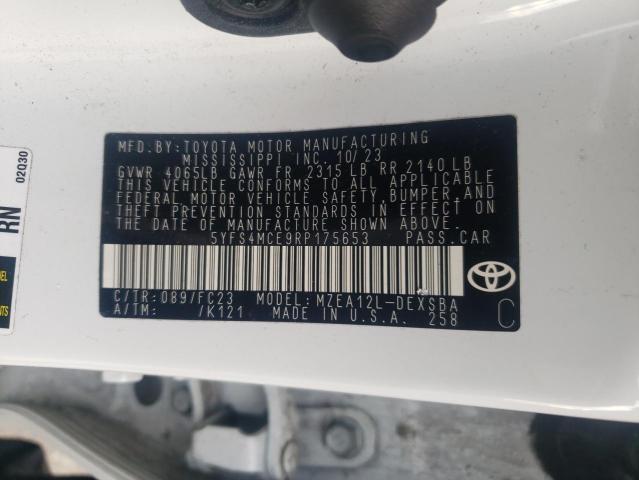 MFD.BY:TOYOTA MOTOR MANUFACTURING
MISSISSIPPI INC. 10/23
GVWR 4065LB GAWR FR 2315 LB RR 2140 LB
THIS VEHICLE CONFORMS TO ALL APPLICABLE
FEDERAL MOTOR VEHICLE SAFETY, BUMPER, AND
THEFT PREVENTION STANDARDS IN EFFECT ON
THE DATE OF MANUFACTURE SHOWN ABOVE.
5YFS4MCE9RP175653 PASS.CAR
C/TR: 089/FC23 MODEL: MZEA12L-DEXSBA
A/TM: /K121 MADE IN U.S.A. 258
C
TOYOTA
02030
RN